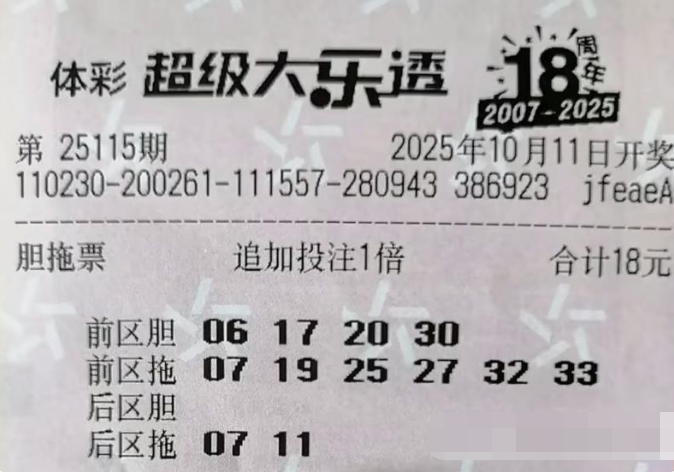 体彩 超级大乐透 18周年 2007-2025
第 25115期 2025年10月11日开奖
110230-200261-111557-280943 386923 jfeaeA
胆拖票 追加投注1倍 合计18元
前区胆 06 17 20 30
前区拖 07 19 25 27 32 33
后区胆
后区拖 07 11